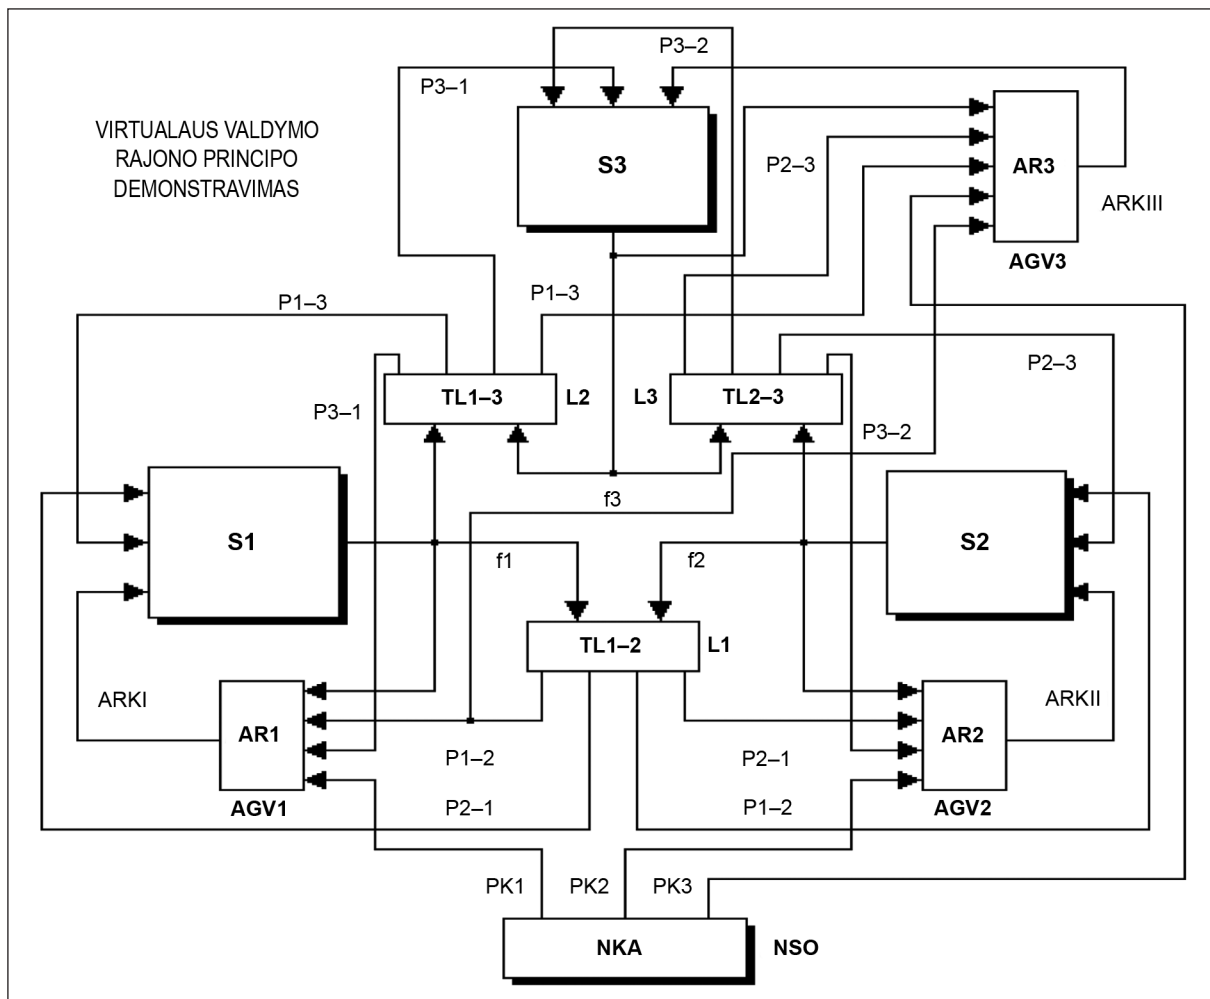 P3–2
P3–1
VIRTUALAUS VALDYMO
RAJONO PRINCIPO
DEMONSTRAVIMAS
S3
P2–3
AR3
ARKIII
AGV3
P1–3
P1–3
P2–3
TL1–3
L2
L3
TL2–3
P3–1
P3–2
f3
S1
S2
f1
f2
TL1–2
L1
ARKI
ARKII
AR1
AR2
P1–2
P2–1
AGV1
P2–1
P1–2
AGV2
PK1
PK2
PK3
NKA
NSO